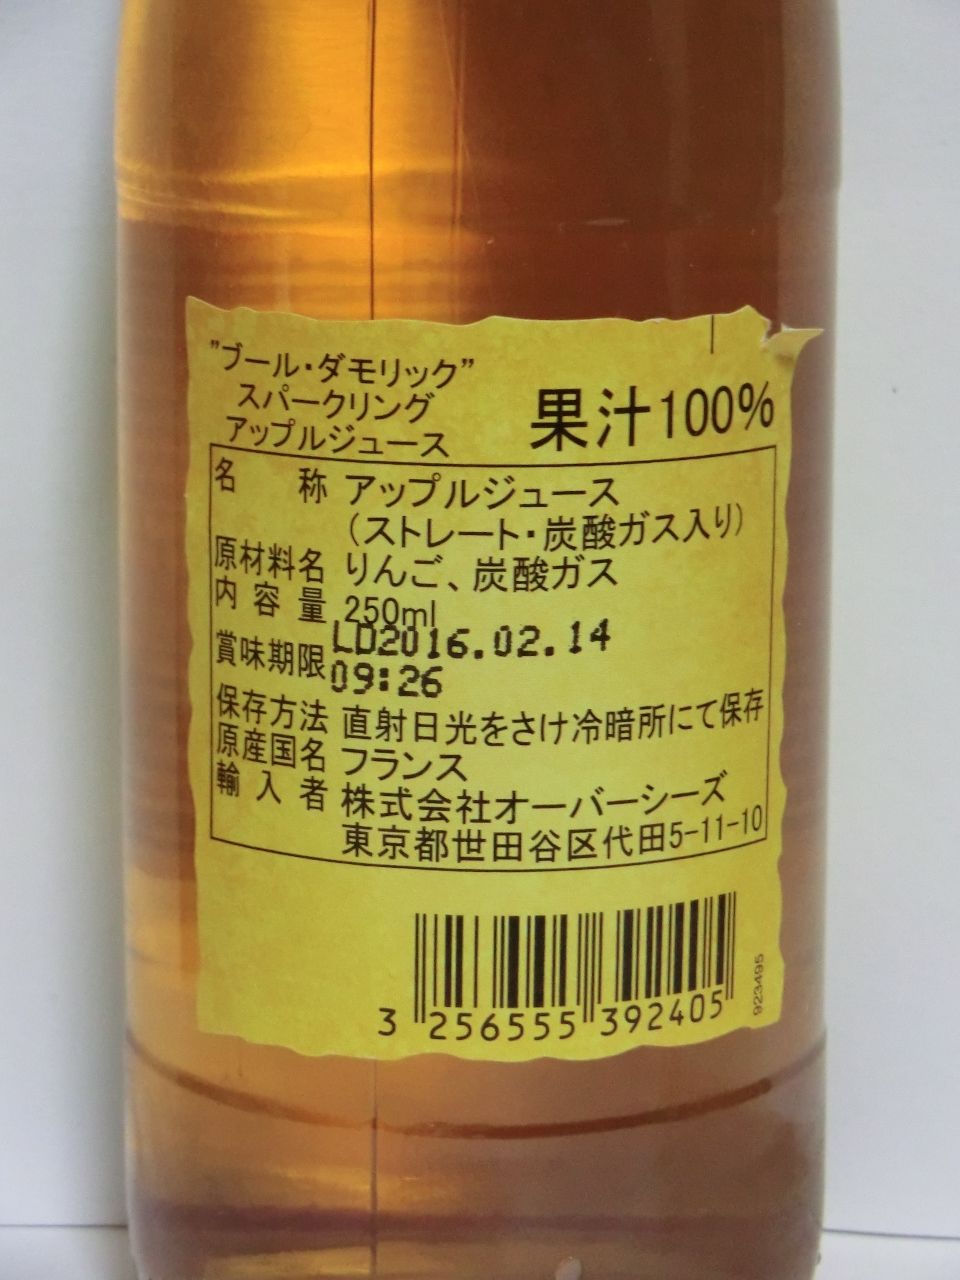 "ブール・ダモリック"
スパークリング
アップルジュース
果汁100%
名称 アップルジュース
(ストレート・炭酸ガス入り)
原材料名 りんご、炭酸ガス
内容量 250ml
賞味期限 LD2016.02.14
09:26
保存方法 直射日光をさけ冷暗所にて保存
原産国名 フランス
輸入者 株式会社オーバーシーズ
東京都世田谷区代田5-11-10
3 256555 392405
923495